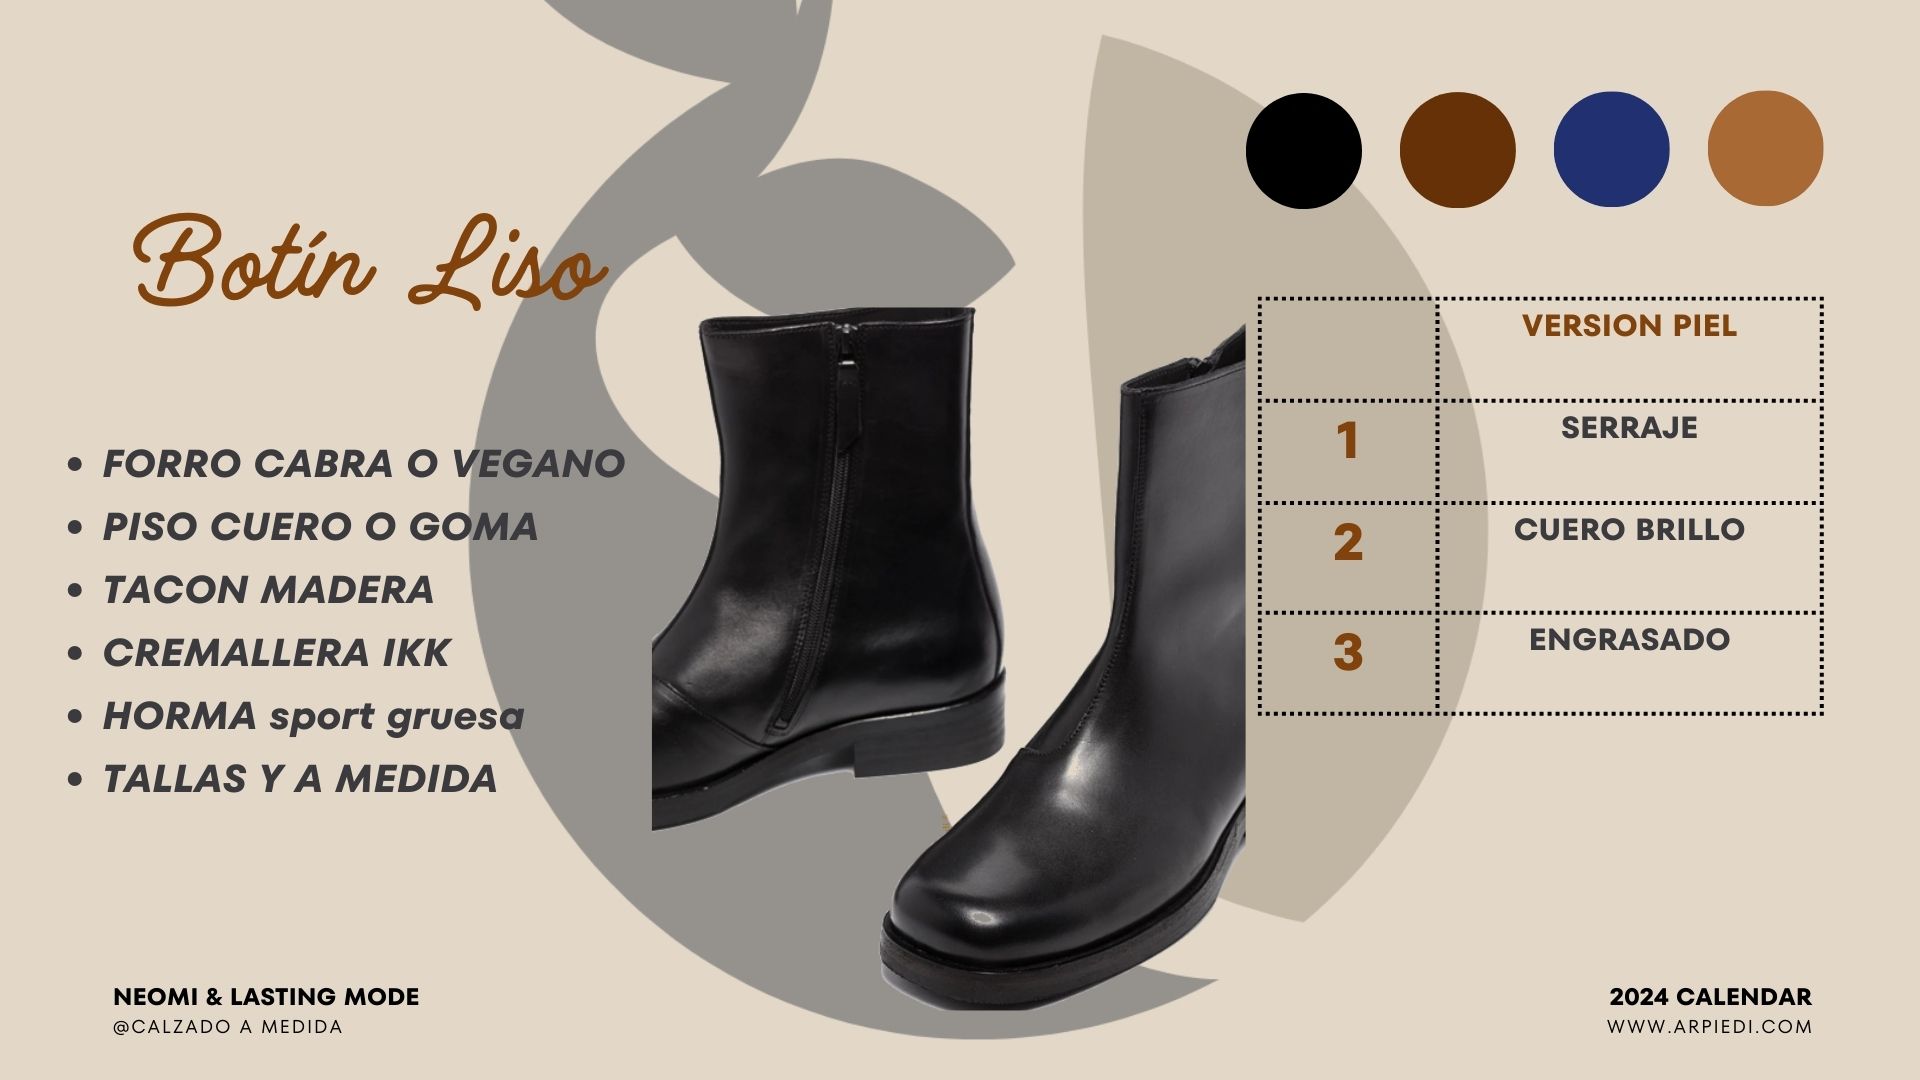 Botín Liso
• FORRO CABRA O VEGANO
• PISO CUERO O GOMA
• TACON MADERA
• CREMALLERA IKK
• HORMA sport gruesa
• TALLAS Y A MEDIDA
VERSION PIEL
1 SERRAJE
2 CUERO BRILLO
3 ENGRASADO
NEOMI & LASTING MODE
@CALZADO A MEDIDA
2024 CALENDAR
WWW.ARPIEDI.COM